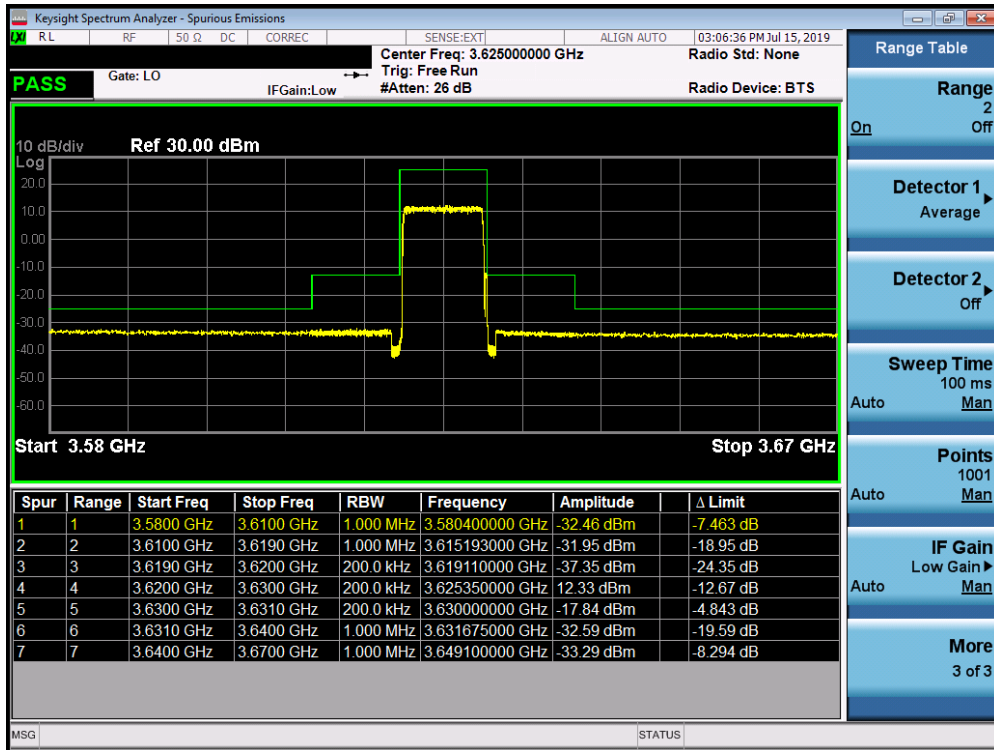 Keysight Spectrum Analyzer - Spurious Emissions
LXI RL RF 50 Ω DC CORREC SENSE:EXT ALIGN AUTO 03:06:36 PM Jul 15, 2019
Center Freq: 3.625000000 GHz Radio Std: None
PASS Gate: LO Trig: Free Run
IFGain:Low #Atten: 26 dB Radio Device: BTS
10 dB/div Ref 30.00 dBm
Log
20.0
10.0
0.00
-10.0
-20.0
-30.0
-40.0
-50.0
-60.0
Start 3.58 GHz Stop 3.67 GHz
Spur Range Start Freq Stop Freq RBW Frequency Amplitude Δ Limit
1 1 3.5800 GHz 3.6100 GHz 1.000 MHz 3.580400000 GHz -32.46 dBm -7.463 dB
2 2 3.6100 GHz 3.6190 GHz 1.000 MHz 3.615193000 GHz -31.95 dBm -18.95 dB
3 3 3.6190 GHz 3.6200 GHz 200.0 kHz 3.619110000 GHz -37.35 dBm -24.35 dB
4 4 3.6200 GHz 3.6300 GHz 200.0 kHz 3.625350000 GHz 12.33 dBm -12.67 dB
5 5 3.6300 GHz 3.6310 GHz 200.0 kHz 3.630000000 GHz -17.84 dBm -4.843 dB
6 6 3.6310 GHz 3.6400 GHz 1.000 MHz 3.631675000 GHz -32.59 dBm -19.59 dB
7 7 3.6400 GHz 3.6700 GHz 1.000 MHz 3.649100000 GHz -33.29 dBm -8.294 dB
MSG STATUS
Range Table
Range
2
On Off
Detector 1
Average
Detector 2
Off
Sweep Time
100 ms
Auto Man
Points
1001
Auto Man
IF Gain
Low Gain
Auto Man
More
3 of 3